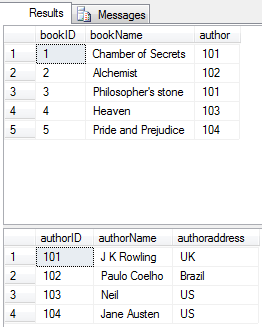 Results Messages
bookID bookName author
1 1 Chamber of Secrets 101
2 2 Alchemist 102
3 3 Philosopher's stone 101
4 4 Heaven 103
5 5 Pride and Prejudice 104
authorID authorName authoraddress
1 101 J K Rowling UK
2 102 Paulo Coelho Brazil
3 103 Neil US
4 104 Jane Austen US